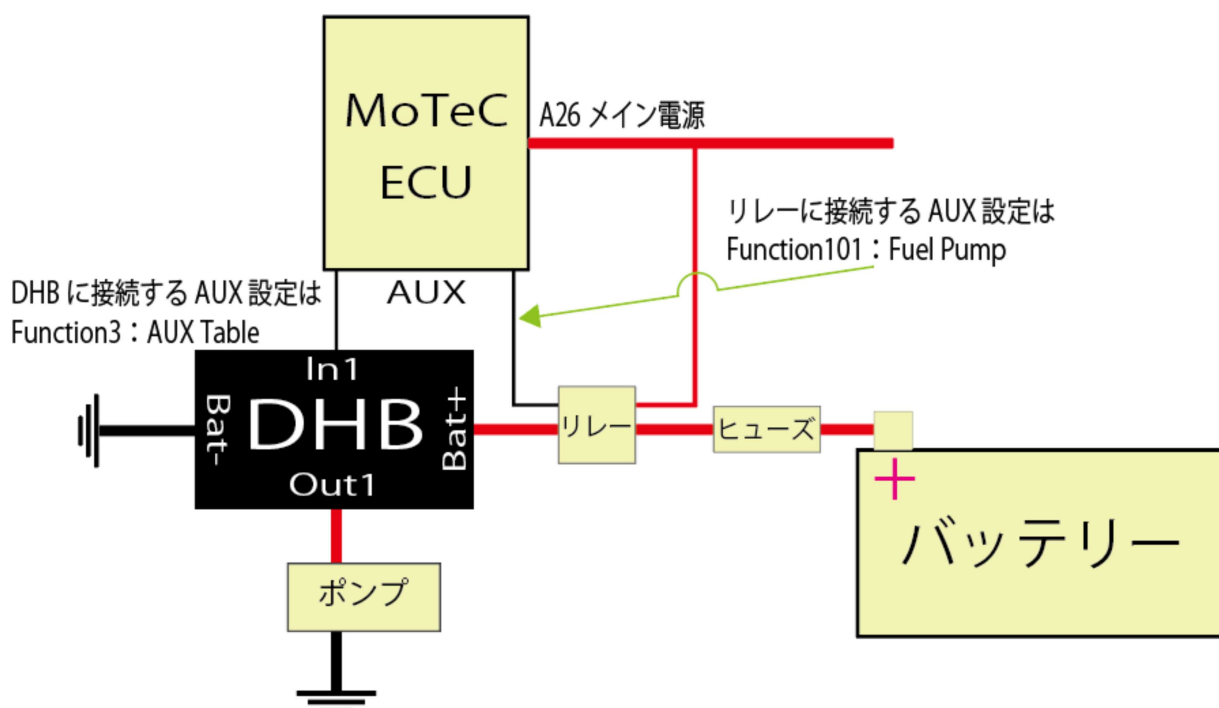 MoTeC
ECU
A26 メイン電源
リレーに接続する AUX 設定は
Function101：Fuel Pump
DHB に接続する AUX 設定は
Function3：AUX Table
AUX
In1
Bat-
DHB
Bat+
Out1
リレー
ヒューズ
+
バッテリー
ポンプ